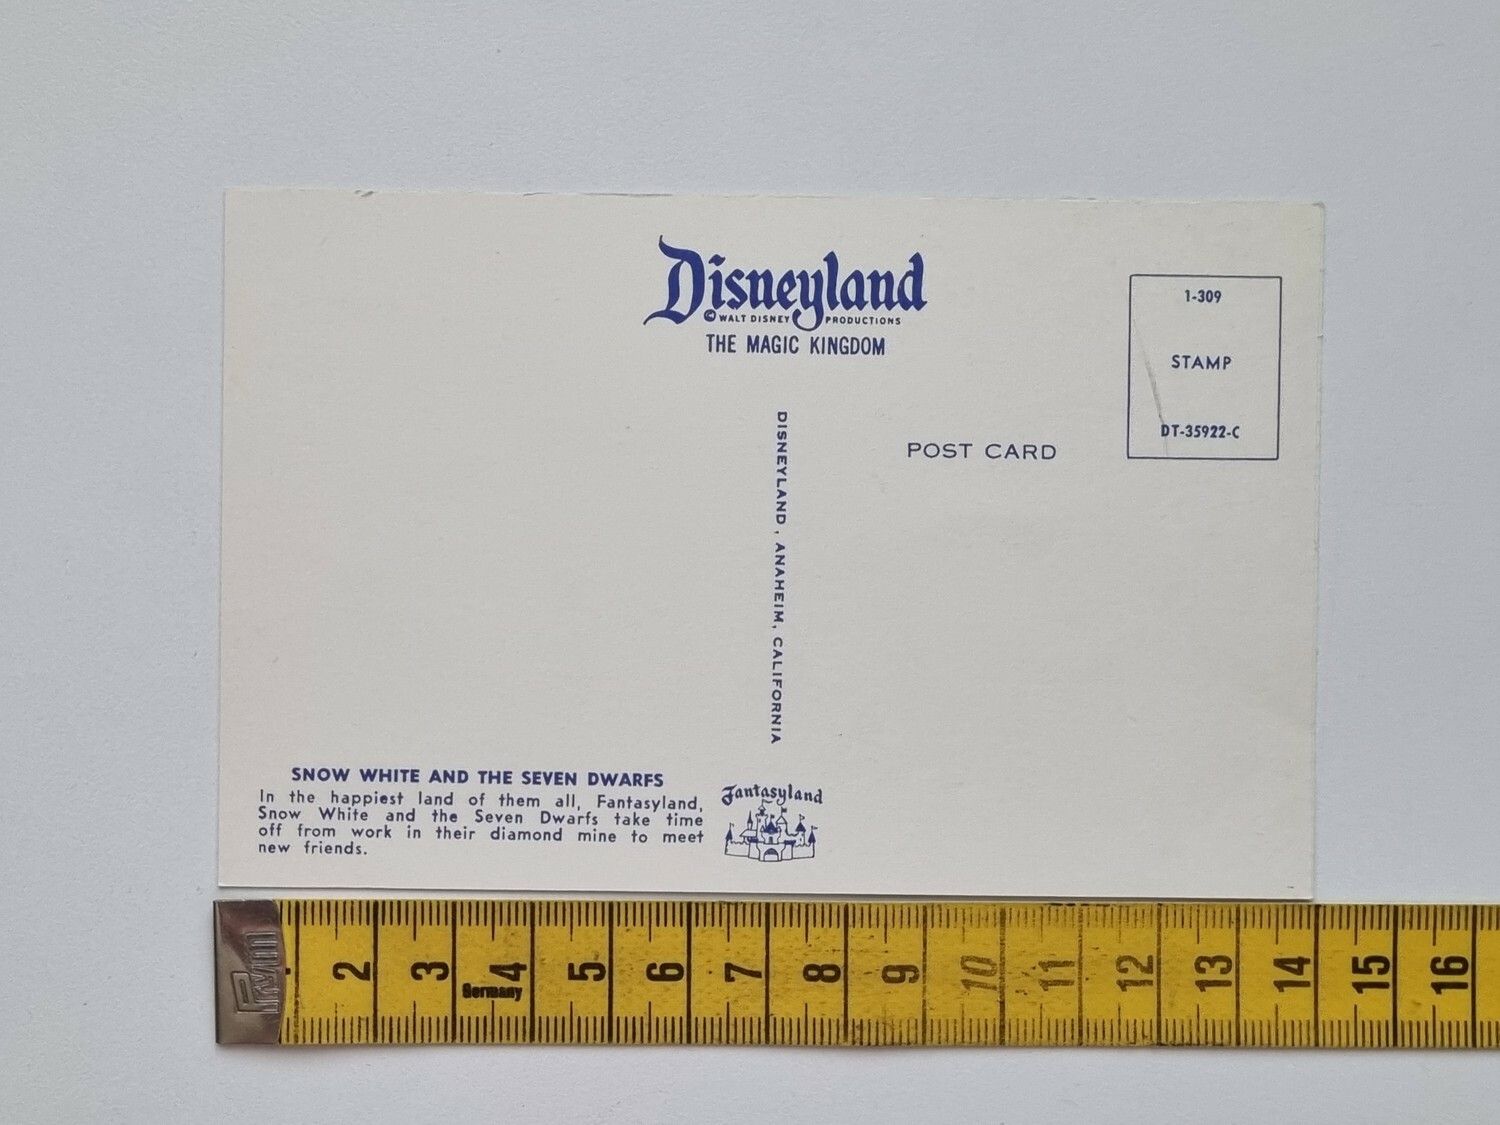 Disneyland
© WALT DISNEY PRODUCTIONS
THE MAGIC KINGDOM
1-309
STAMP
DT-35922-C
POST CARD
DISNEYLAND, ANAHEIM, CALIFORNIA
SNOW WHITE AND THE SEVEN DWARFS
In the happiest land of them all, Fantasyland,
Snow White and the Seven Dwarfs take time
off from work in their diamond mine to meet
new friends.
Fantasyland
Prym
2 3 4 5 6 7 8 9 10 11 12 13 14 15 16
Germany